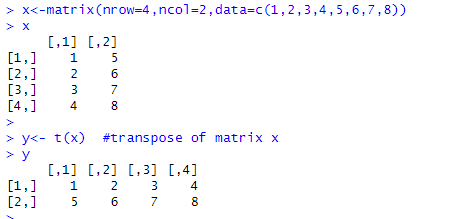 > x<-matrix(nrow=4,ncol=2,data=c(1,2,3,4,5,6,7,8))
> x
     [,1] [,2]
[1,]    1    5
[2,]    2    6
[3,]    3    7
[4,]    4    8
>
> y<- t(x)  #transpose of matrix x
> y
     [,1] [,2] [,3] [,4]
[1,]    1    2    3    4
[2,]    5    6    7    8
>